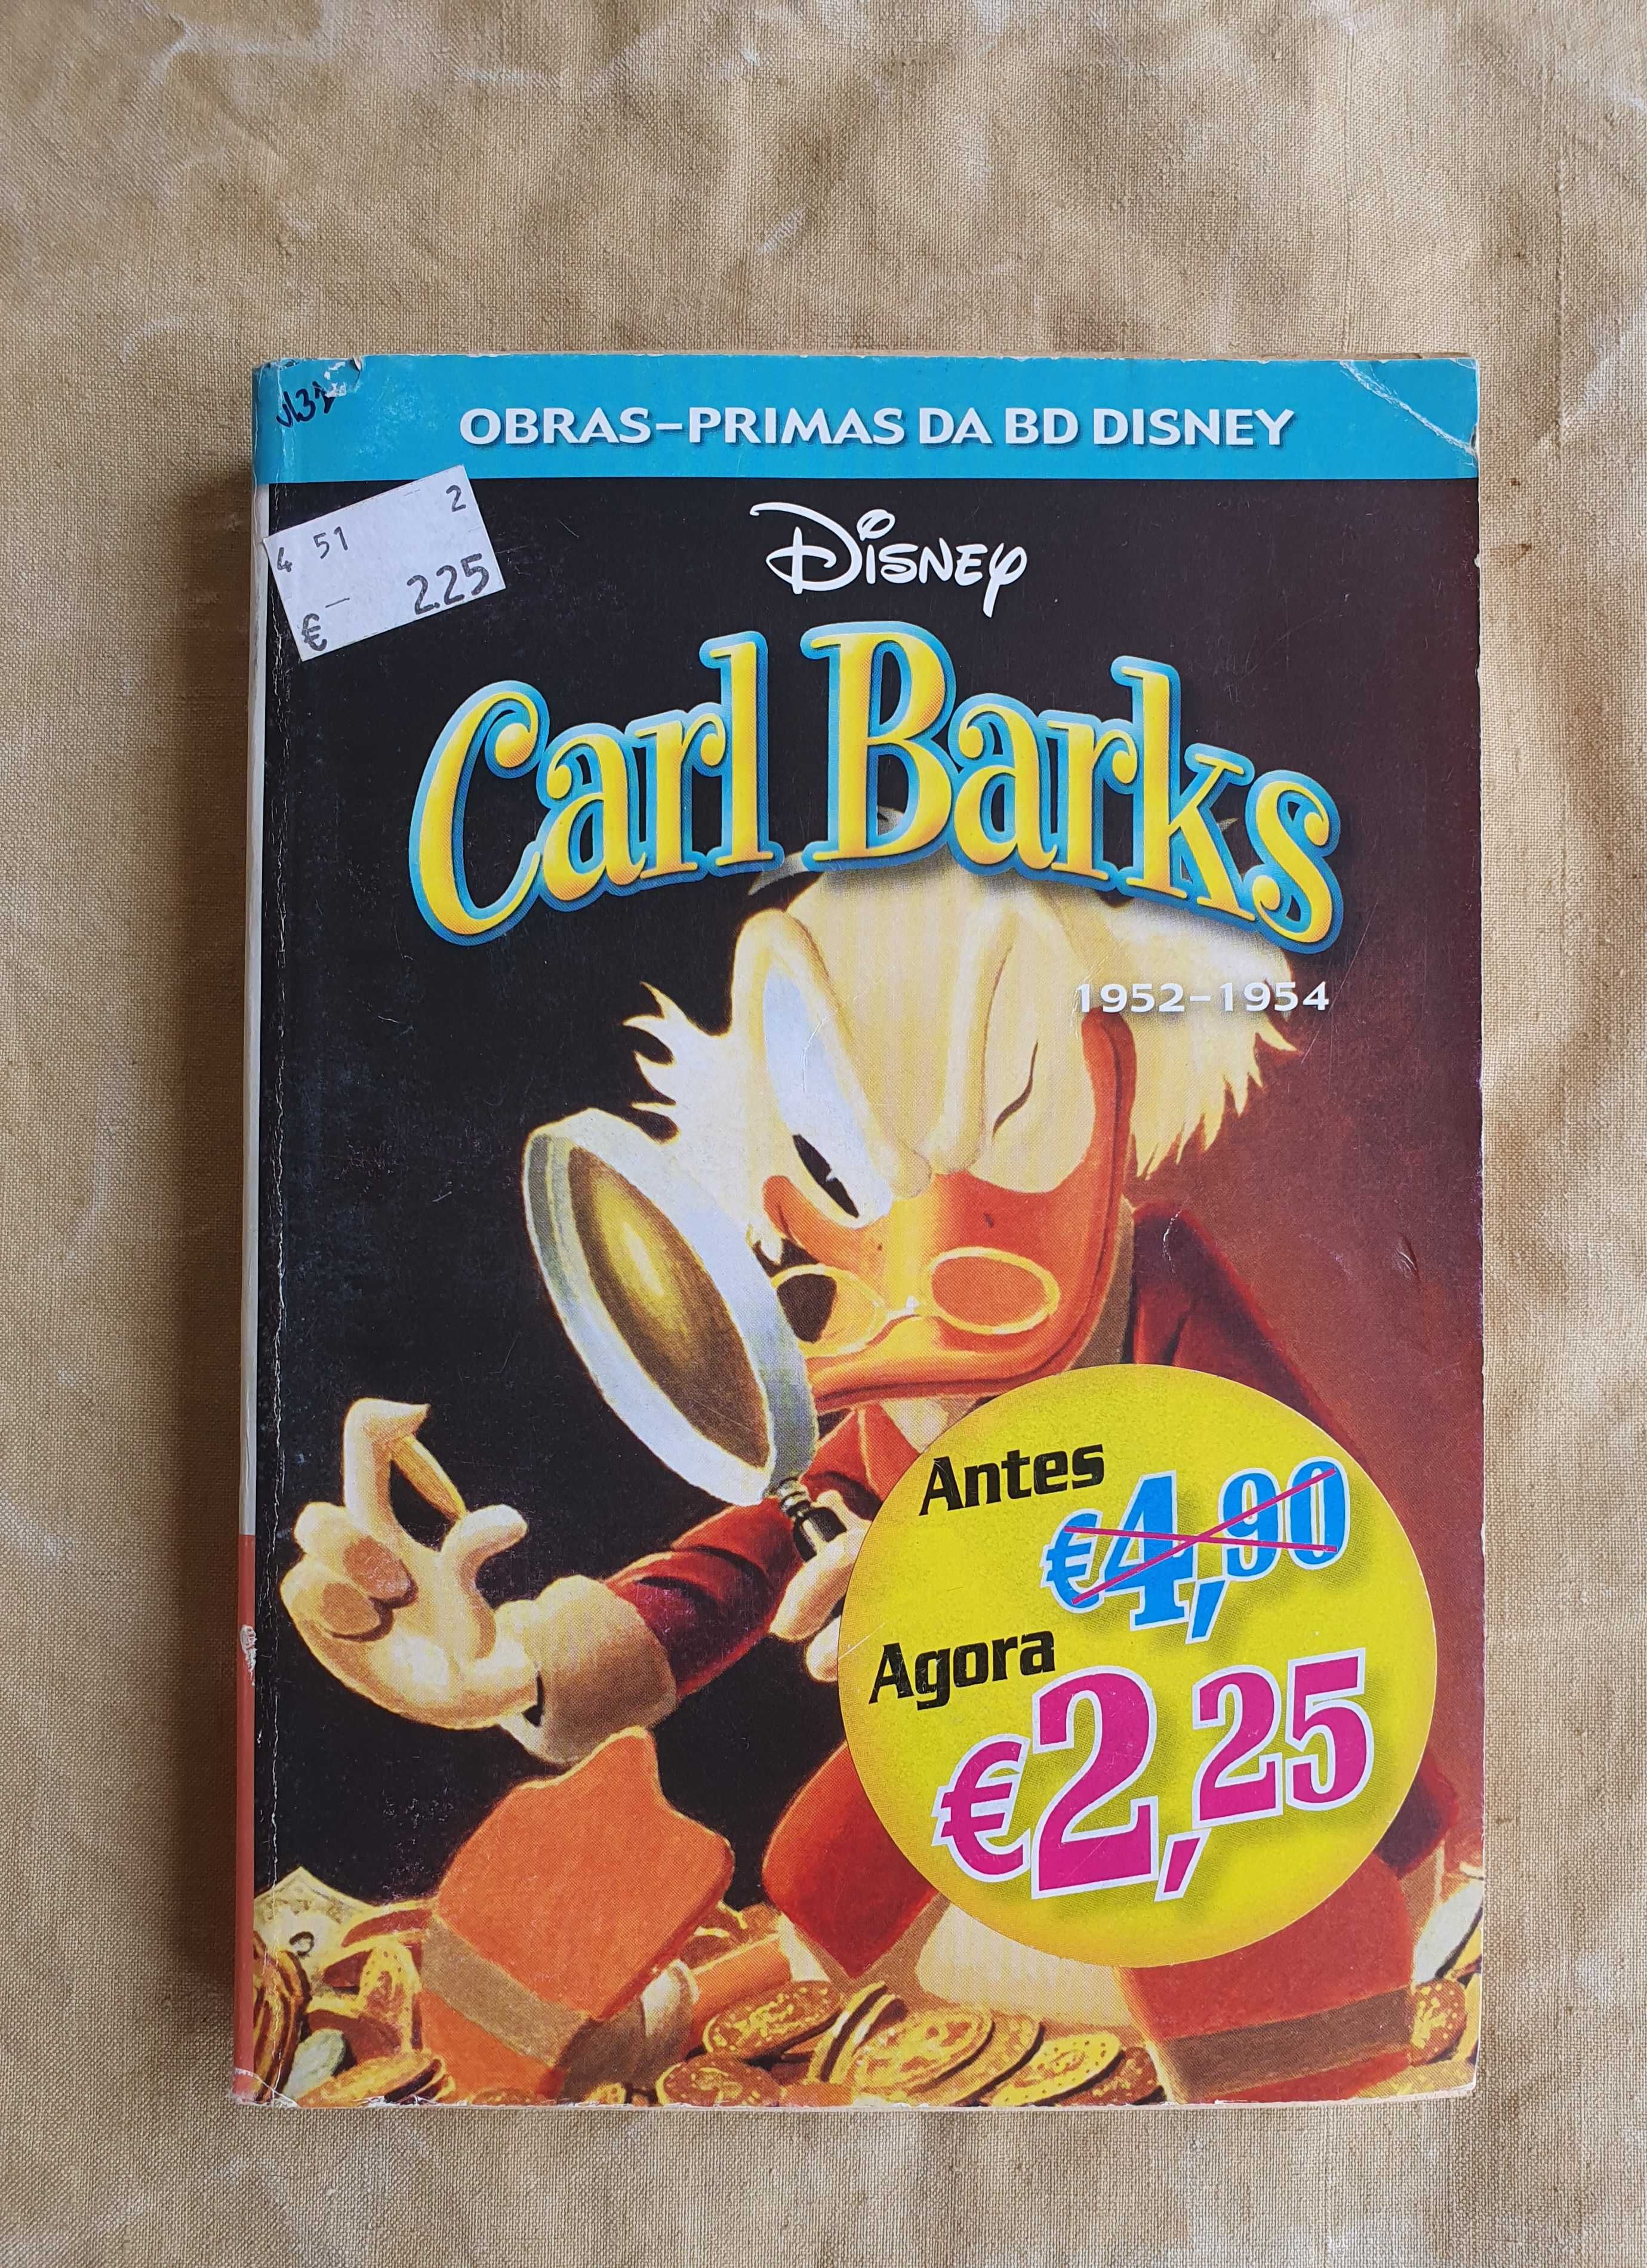 OBRAS-PRIMAS DA BD DISNEY
4 51 2
€ - 2.25
Disney
Carl Barks
1952-1954
Antes
€4,90
Agora
€2,25